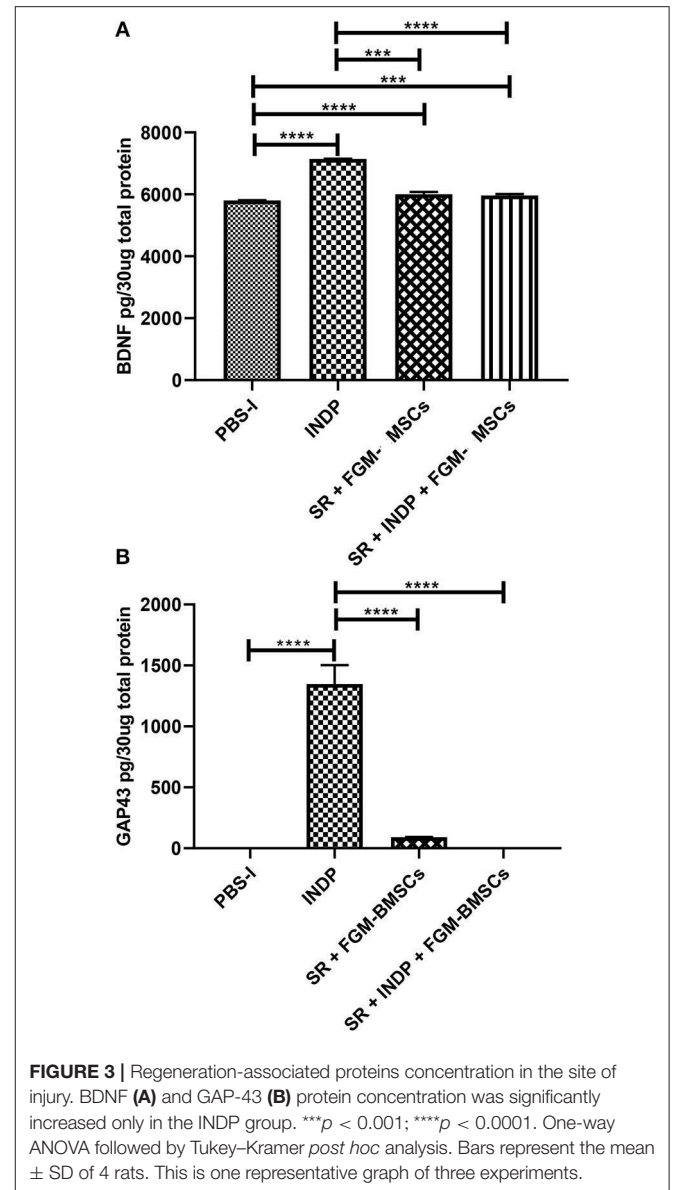 A
****
***
***
****
****
8000
6000
4000
2000
0
BDNF pg/30ug total protein
PBS-I
INDP
SR + FGM- MSCs
SR + INDP + FGM- MSCs
B
****
****
****
2000
1500
1000
500
0
GAP43 pg/30ug total protein
PBS-I
INDP
SR + FGM-BMSCs
SR + INDP + FGM-BMSCs
FIGURE 3 | Regeneration-associated proteins concentration in the site of
injury. BDNF (A) and GAP-43 (B) protein concentration was significantly
increased only in the INDP group. ***p < 0.001; ****p < 0.0001. One-way
ANOVA followed by Tukey–Kramer post hoc analysis. Bars represent the mean
± SD of 4 rats. This is one representative graph of three experiments.